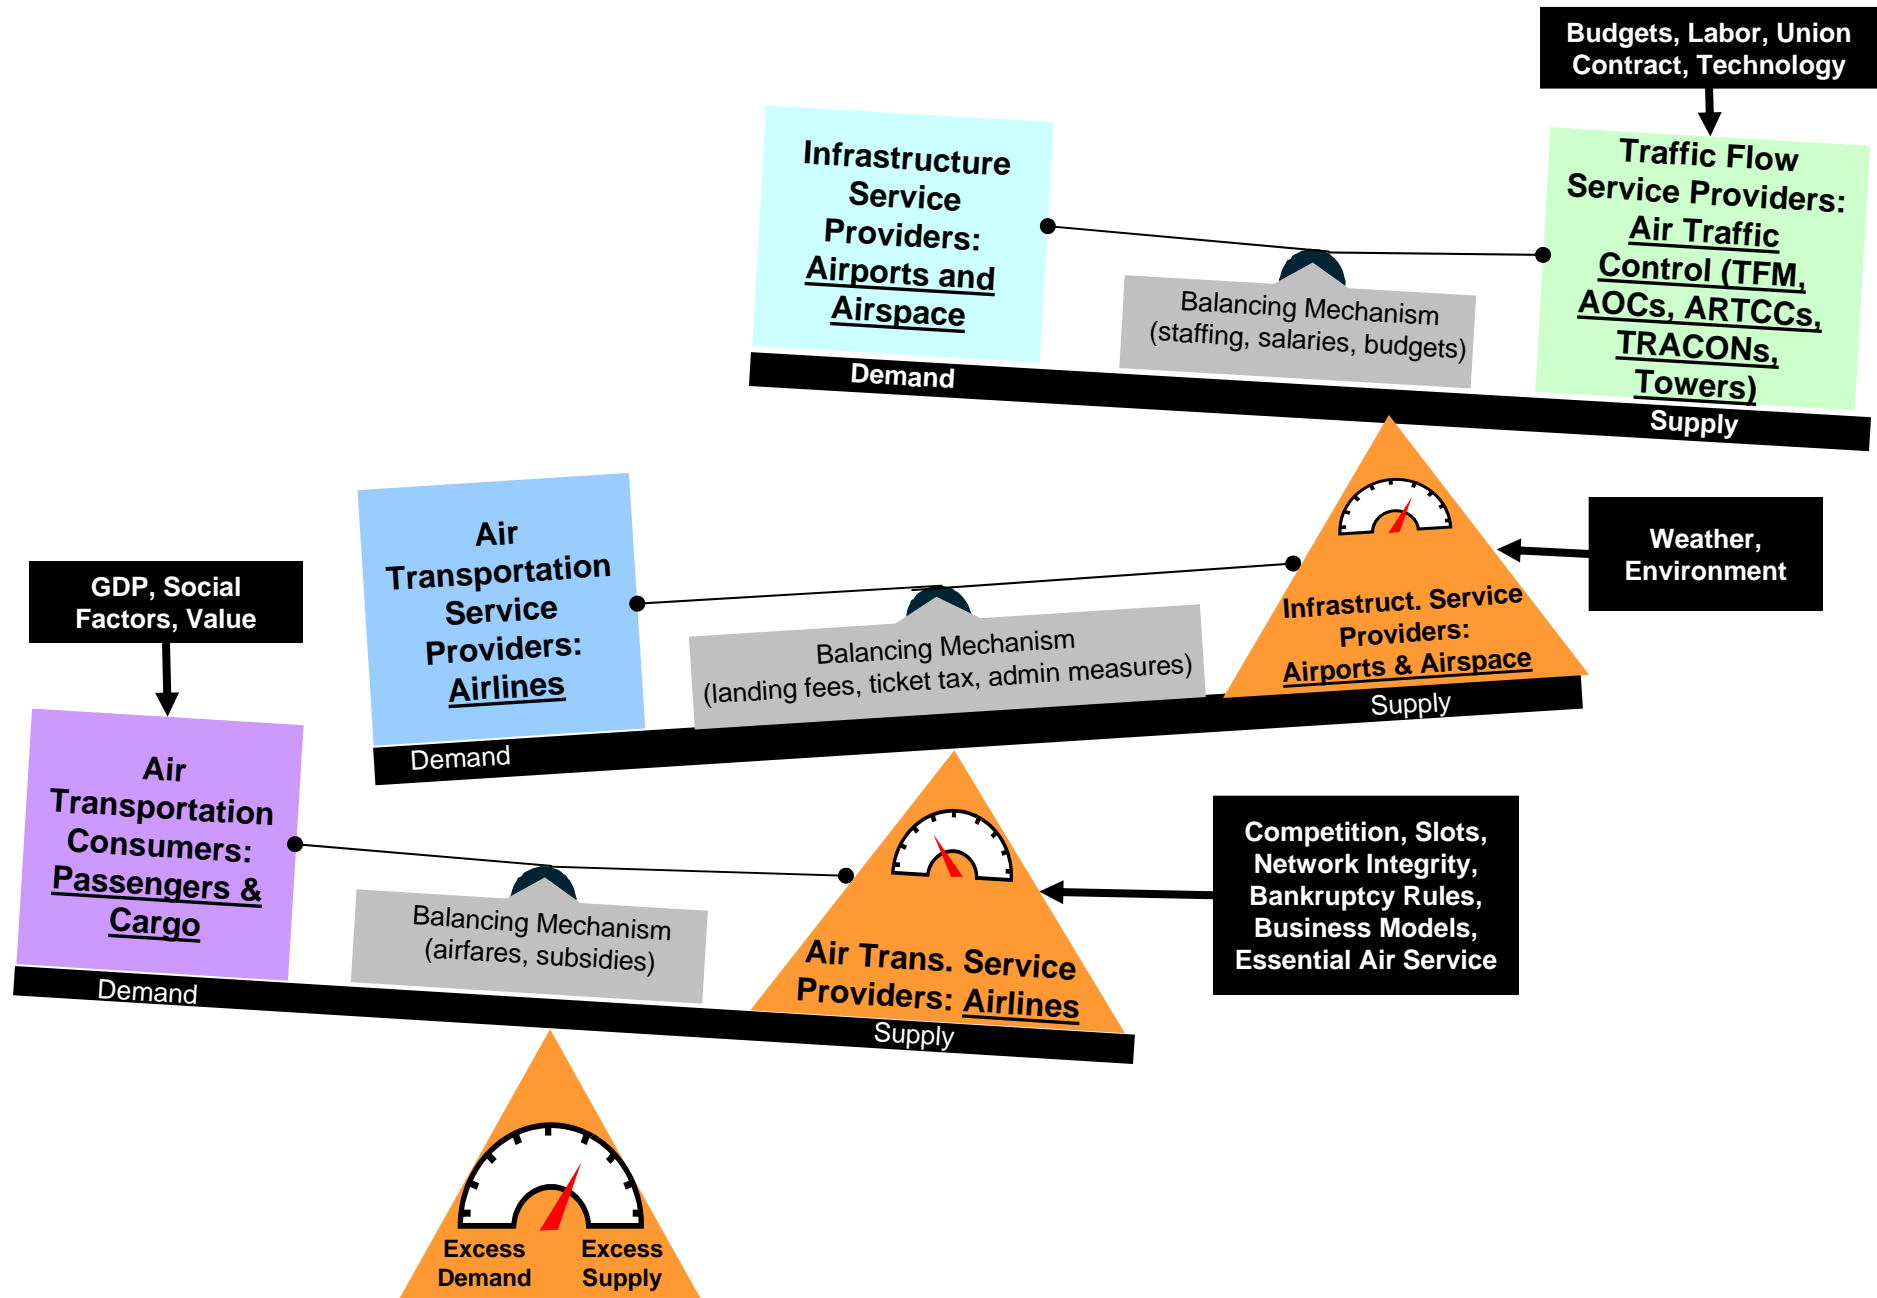 Budgets, Labor, Union
Contract, Technology
Infrastructure
Service
Providers:
Airports and
Airspace
Traffic Flow
Service Providers:
Air Traffic
Control (TFM,
AOCs, ARTCCs,
TRACONs,
Towers)
Balancing Mechanism
(staffing, salaries, budgets)
Demand
Supply
Air
Transportation
Service
Providers:
Airlines
Weather,
Environment
Infrastruct. Service
Providers:
Airports & Airspace
Balancing Mechanism
(landing fees, ticket tax, admin measures)
Demand
Supply
GDP, Social
Factors, Value
Air
Transportation
Consumers:
Passengers &
Cargo
Balancing Mechanism
(airfares, subsidies)
Air Trans. Service
Providers: Airlines
Competition, Slots,
Network Integrity,
Bankruptcy Rules,
Business Models,
Essential Air Service
Demand
Supply
Excess
Demand
Excess
Supply